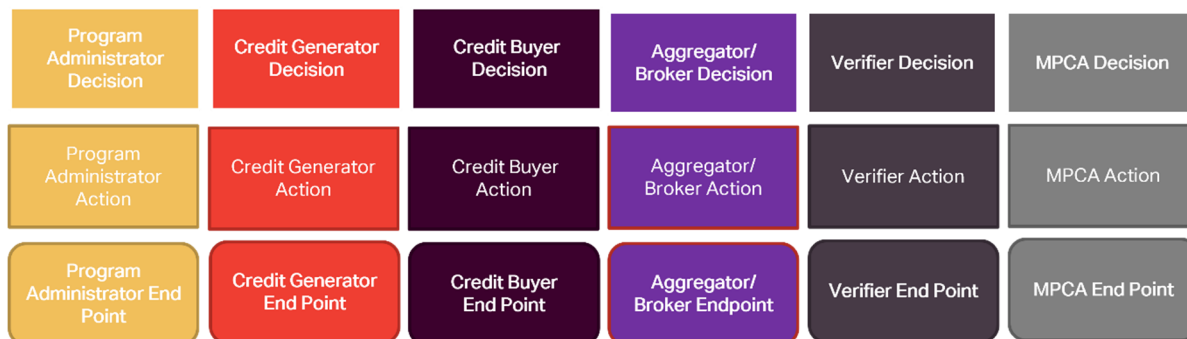 Program
Administrator
Decision
Credit Generator
Decision
Credit Buyer
Decision
Aggregator/
Broker Decision
Verifier Decision
MPCA Decision
Program
Administrator
Action
Credit Generator
Action
Credit Buyer
Action
Aggregator/
Broker Action
Verifier Action
MPCA Action
Program
Administrator End
Point
Credit Generator
End Point
Credit Buyer
End Point
Aggregator/
Broker Endpoint
Verifier End Point
MPCA End Point